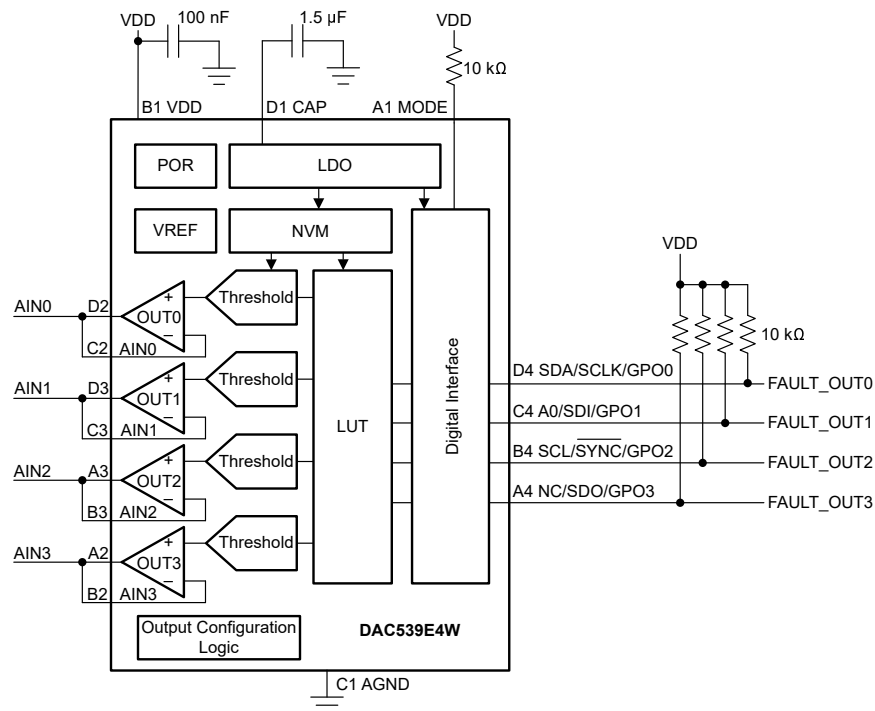 VDD
100 nF
1.5 µF
VDD
10 kΩ
B1 VDD
D1 CAP
A1 MODE
POR
LDO
VREF
NVM
VDD
AIN0
D2
+
OUT0
–
Threshold
C2 AIN0
10 kΩ
D4 SDA/SCLK/GPO0
FAULT_OUT0
AIN1
D3
+
OUT1
–
Threshold
C3 AIN1
LUT
Digital Interface
C4 A0/SDI/GPO1
FAULT_OUT1
AIN2
A3
+
OUT2
–
Threshold
B3 AIN2
B4 SCL/SYNC/GPO2
FAULT_OUT2
A4 NC/SDO/GPO3
FAULT_OUT3
AIN3
A2
+
OUT3
–
Threshold
B2 AIN3
Output Configuration
Logic
DAC539E4W
C1 AGND